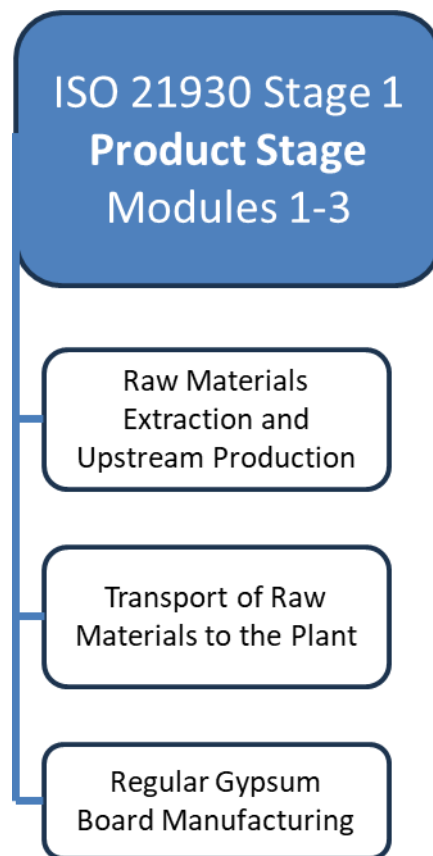 ISO 21930 Stage 1
Product Stage
Modules 1-3
Raw Materials
Extraction and
Upstream Production
Transport of Raw
Materials to the Plant
Regular Gypsum
Board Manufacturing